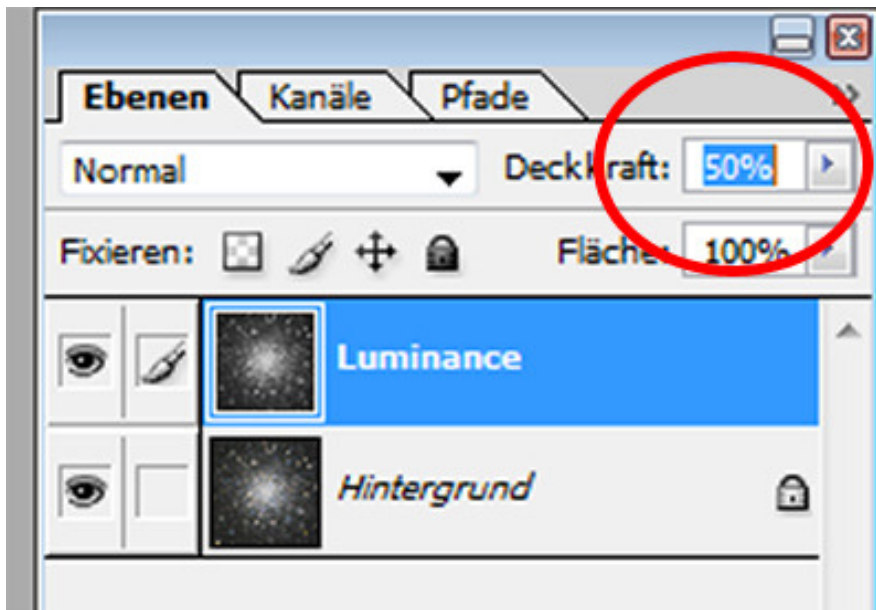 Ebenen Kanäle Pfade
Normal Deckkraft: 50%
Fixieren: Fläche: 100%
Luminance
Hintergrund